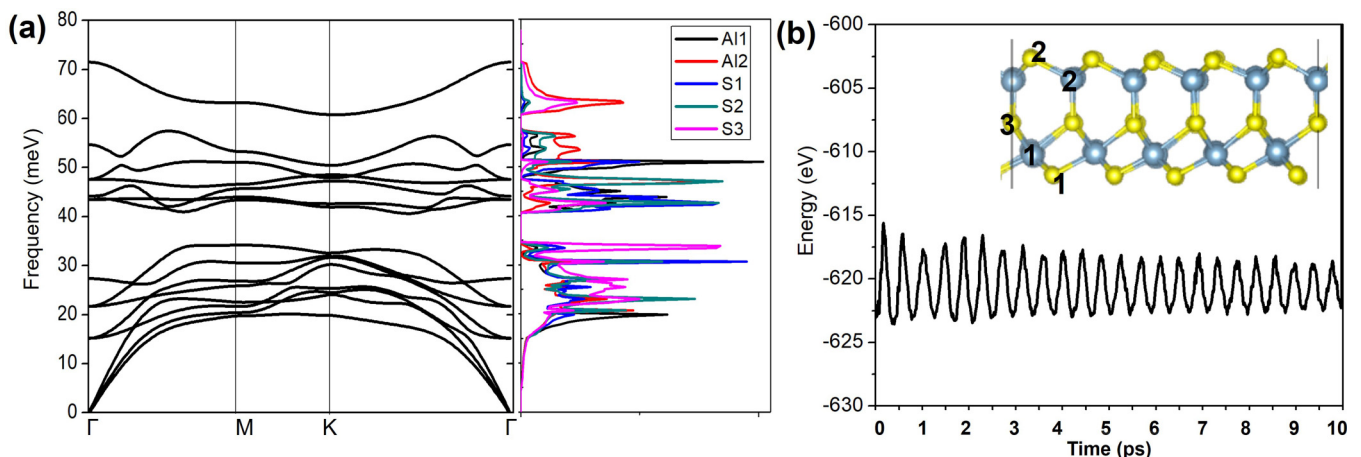 (a)
Frequency (meV)
80
70
60
50
40
30
20
10
0
Γ M K Γ
Al1
Al2
S1
S2
S3
(b)
Energy (eV)
-600
-605
-610
-615
-620
-625
-630
2
2
3
1
1
0 1 2 3 4 5 6 7 8 9 10
Time (ps)